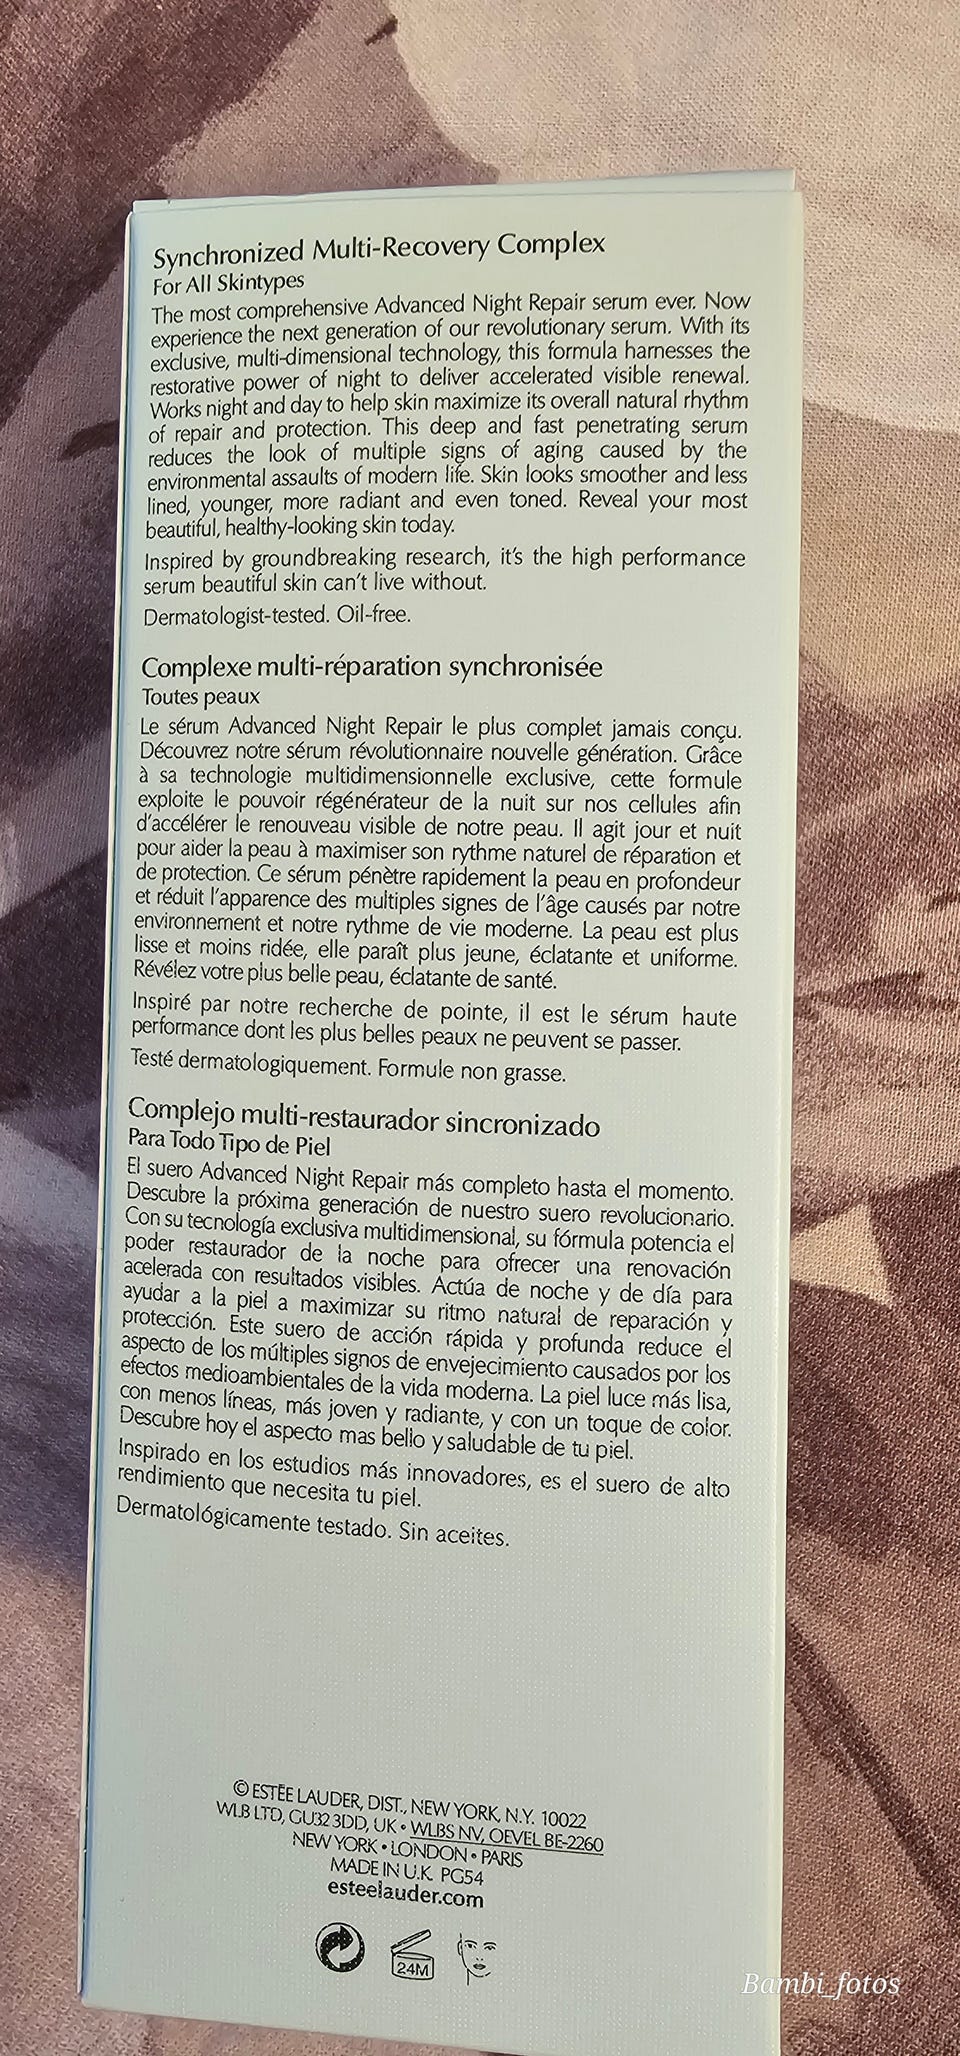 Synchronized Multi-Recovery Complex
For All Skintypes
The most comprehensive Advanced Night Repair serum ever. Now
experience the next generation of our revolutionary serum. With its
exclusive, multi-dimensional technology, this formula harnesses the
restorative power of night to deliver accelerated visible renewal.
Works night and day to help skin maximize its overall natural rhythm
of repair and protection. This deep and fast penetrating serum
reduces the look of multiple signs of aging caused by the
environmental assaults of modern life. Skin looks smoother and less
lined, younger, more radiant and even toned. Reveal your most
beautiful, healthy-looking skin today.
Inspired by groundbreaking research, it's the high performance
serum beautiful skin can't live without.
Dermatologist-tested. Oil-free.
Complexe multi-réparation synchronisée
Toutes peaux
Le sérum Advanced Night Repair le plus complet jamais conçu.
Découvrez notre sérum révolutionnaire nouvelle génération. Grâce
à sa technologie multidimensionnelle exclusive, cette formule
exploite le pouvoir régénérateur de la nuit sur nos cellules afin
d'accélérer le renouveau visible de notre peau. Il agit jour et nuit
pour aider la peau à maximiser son rythme naturel de réparation et
de protection. Ce sérum pénètre rapidement la peau en profondeur
et réduit l'apparence des multiples signes de l'âge causés par notre
environnement et notre rythme de vie moderne. La peau est plus
lisse et moins ridée, elle paraît plus jeune, éclatante et uniforme.
Révélez votre plus belle peau, éclatante de santé.
Inspiré par notre recherche de pointe, il est le sérum haute
performance dont les plus belles peaux ne peuvent se passer.
Testé dermatologiquement. Formule non grasse.
Complejo multi-restaurador sincronizado
Para Todo Tipo de Piel
El suero Advanced Night Repair más completo hasta el momento.
Descubre la próxima generación de nuestro suero revolucionario.
Con su tecnología exclusiva multidimensional, su fórmula potencia el
poder restaurador de la noche para ofrecer una renovación
acelerada con resultados visibles. Actúa de noche y de día para
ayudar a la piel a maximizar su ritmo natural de reparación y
protección. Este suero de acción rápida y profunda reduce el
aspecto de los múltiples signos de envejecimiento causados por los
efectos medioambientales de la vida moderna. La piel luce más lisa,
con menos líneas, más joven y radiante, y con un toque de color.
Descubre hoy el aspecto mas bello y saludable de tu piel.
Inspirado en los estudios más innovadores, es el suero de alto
rendimiento que necesita tu piel.
Dermatológicamente testado. Sin aceites.
© ESTĒE LAUDER, DIST., NEW YORK, N.Y. 10022
WLB LTD, GU32 3DD, UK • WLBS NV, OEVEL BE-2260
NEW YORK • LONDON • PARIS
MADE IN U.K. PG54
esteelauder.com
24M
Bambi_fotos